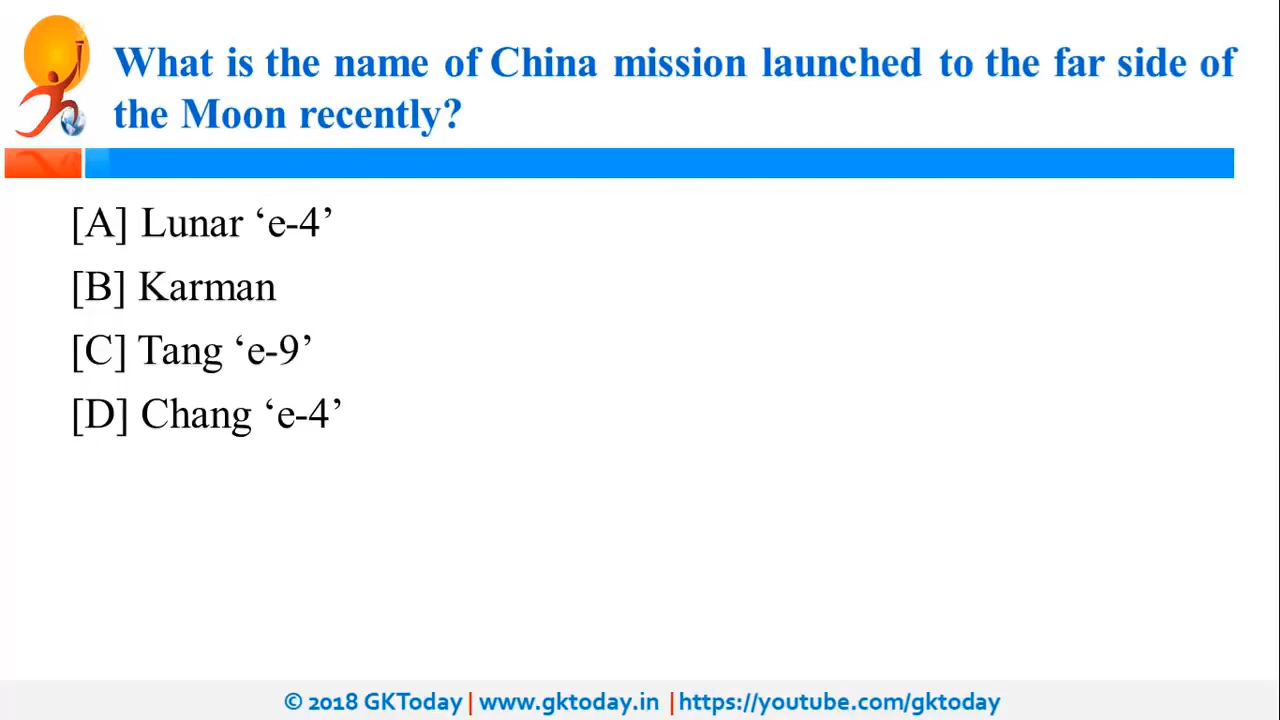 What is the name of China mission launched to the far side of
the Moon recently?
[A] Lunar ‘e-4’
[B] Karman
[C] Tang ‘e-9’
[D] Chang ‘e-4’
© 2018 GKToday | www.gktoday.in | https://youtube.com/gktoday